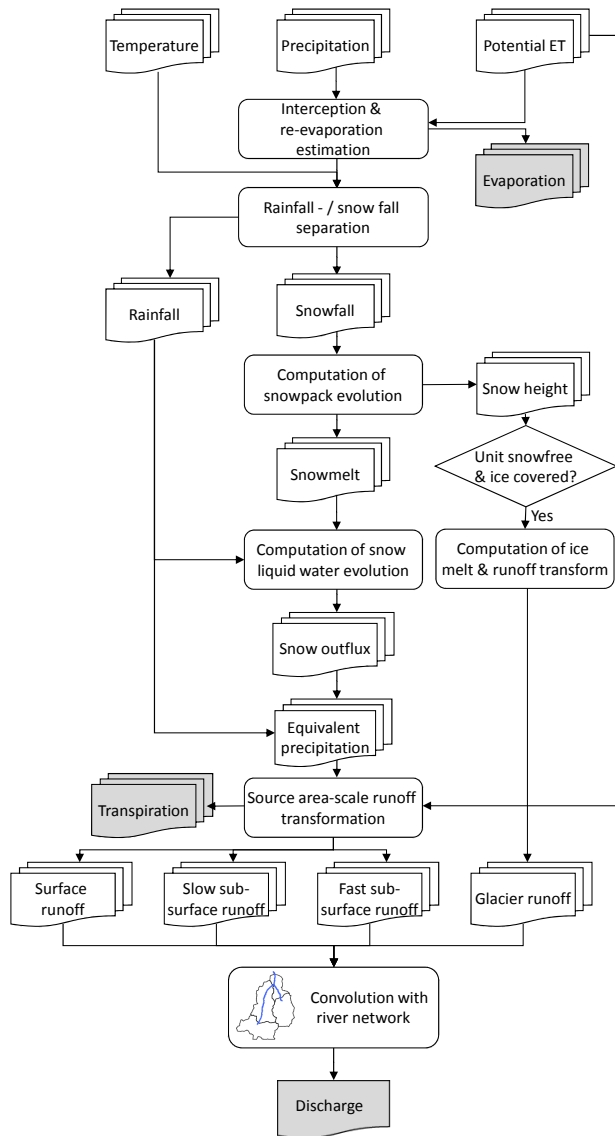 Temperature
Precipitation
Potential ET
Interception &
re-evaporation
estimation
Evaporation
Rainfall - / snow fall
separation
Rainfall
Snowfall
Computation of
snowpack evolution
Snow height
Snowmelt
Unit snowfree
& ice covered?
Yes
Computation of snow
liquid water evolution
Computation of ice
melt & runoff transform
Snow outflux
Equivalent
precipitation
Transpiration
Source area-scale runoff
transformation
Surface
runoff
Slow sub-
surface runoff
Fast sub-
surface runoff
Glacier runoff
Convolution with
river network
Discharge